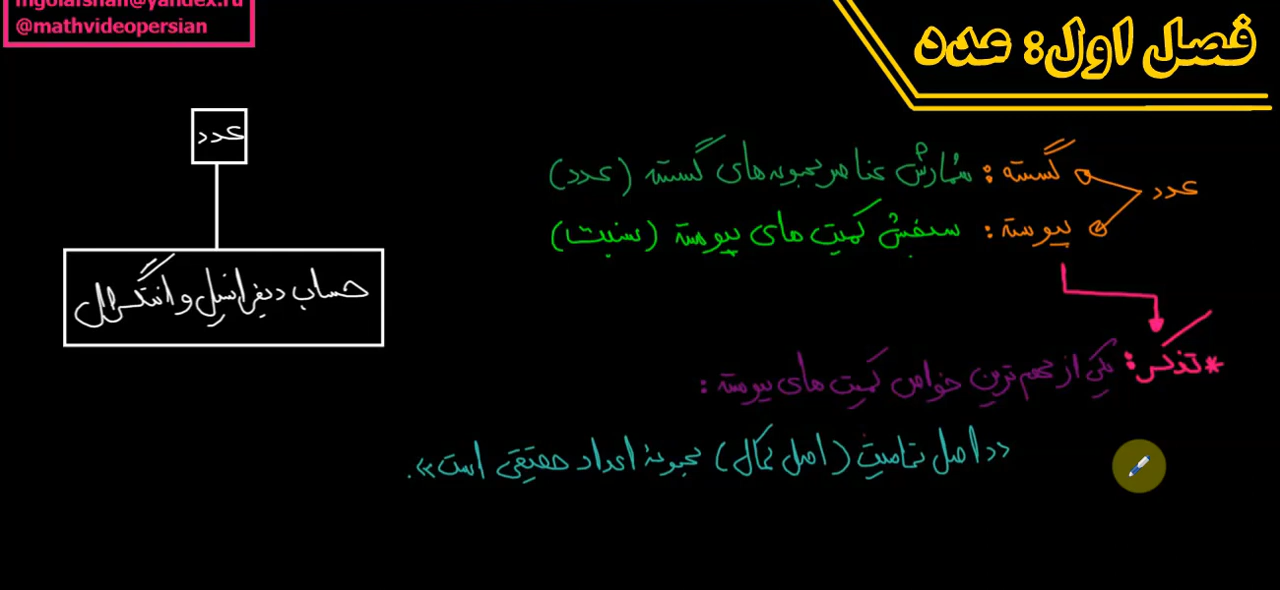 mgolafshan@yandex.ru
@mathvideopersian
فصل اول: عدد
عدد
حساب دیفرانسیل و انتگرال
عدد
گسسته: شمارش عناصر مجموعه های گسسته (عدد)
پیوسته: سنجش کمیت های پیوسته (نسبت)
*تذکر: یکی از مهم ترین خواص کمیت های پیوسته:
«اصل تمامیت (اصل کمال) مجموعهٔ اعداد حقیقی است».